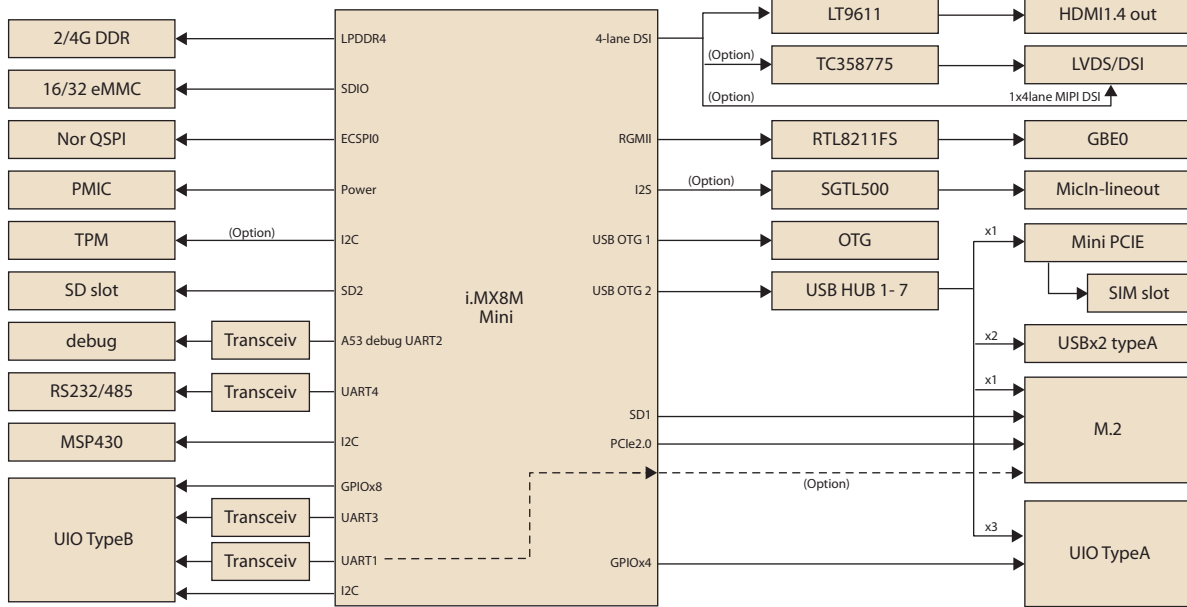 2/4G DDR
16/32 eMMC
Nor QSPI
PMIC
TPM
(Option)
SD slot
debug
Transceiv
RS232/485
Transceiv
MSP430
UIO TypeB
Transceiv
Transceiv
LPDDR4
SDIO
ECSPI0
Power
I2C
SD2
A53 debug UART2
UART4
I2C
GPIOx8
UART3
UART1
I2C
i.MX8M
Mini
4-lane DSI
RGMII
I2S
USB OTG 1
USB OTG 2
SD1
PCIe2.0
GPIOx4
LT9611
HDMI1.4 out
(Option)
TC358775
LVDS/DSI
(Option)
1x4lane MIPI DSI
RTL8211FS
GBE0
(Option)
SGTL500
MicIn-lineout
OTG
USB HUB 1- 7
x1
Mini PCIE
SIM slot
x2
USBx2 typeA
x1
M.2
(Option)
x3
UIO TypeA